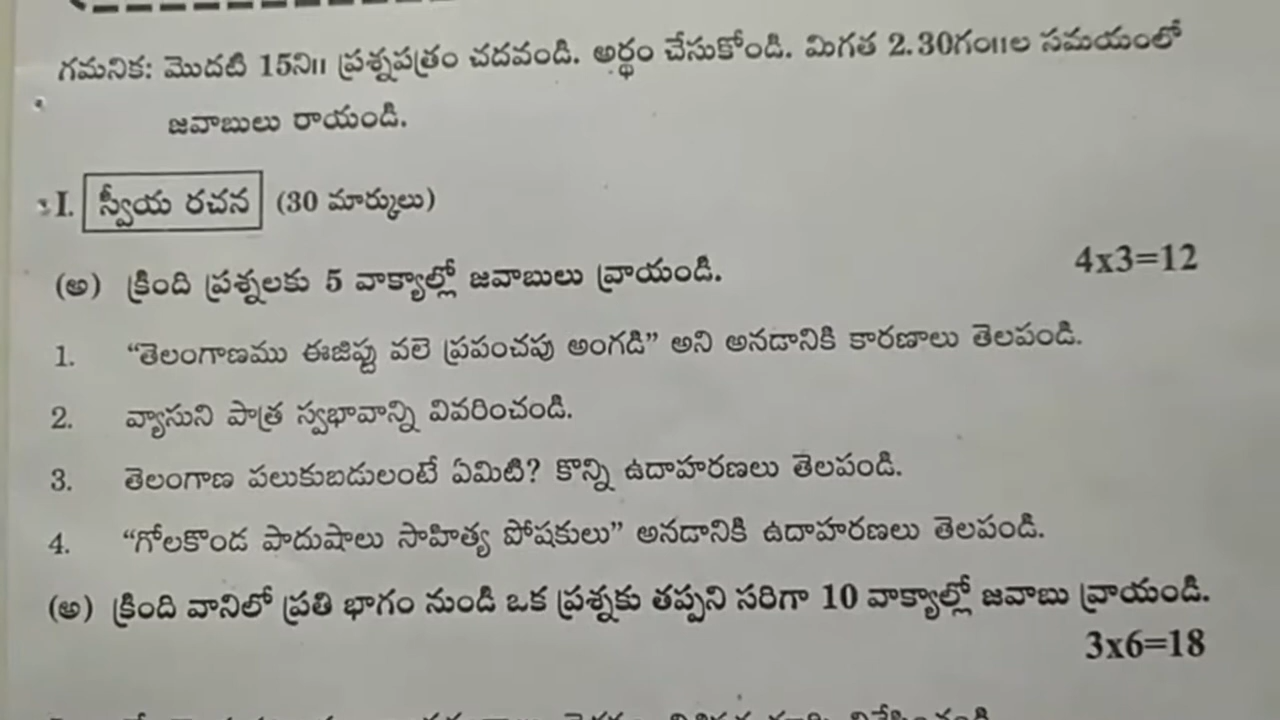 గమనిక: మొదటి 15ని॥ ప్రశ్నపత్రం చదవండి. అర్థం చేసుకోండి. మిగత 2.30గం॥ల సమయంలో
జవాబులు రాయండి.
I. స్వీయ రచన (30 మార్కులు)
(అ) క్రింది ప్రశ్నలకు 5 వాక్యాల్లో జవాబులు వ్రాయండి. 4x3=12
1. “తెలంగాణము ఈజిప్టు వలె ప్రపంచపు అంగడి” అని అనడానికి కారణాలు తెలపండి.
2. వ్యాసుని పాత్ర స్వభావాన్ని వివరించండి.
3. తెలంగాణ పలుకుబడులంటే ఏమిటి? కొన్ని ఉదాహరణలు తెలపండి.
4. “గోలకొండ పాదుషాలు సాహిత్య పోషకులు” అనడానికి ఉదాహరణలు తెలపండి.
(అ) క్రింది వానిలో ప్రతి భాగం నుండి ఒక ప్రశ్నకు తప్పని సరిగా 10 వాక్యాల్లో జవాబు వ్రాయండి.
3x6=18